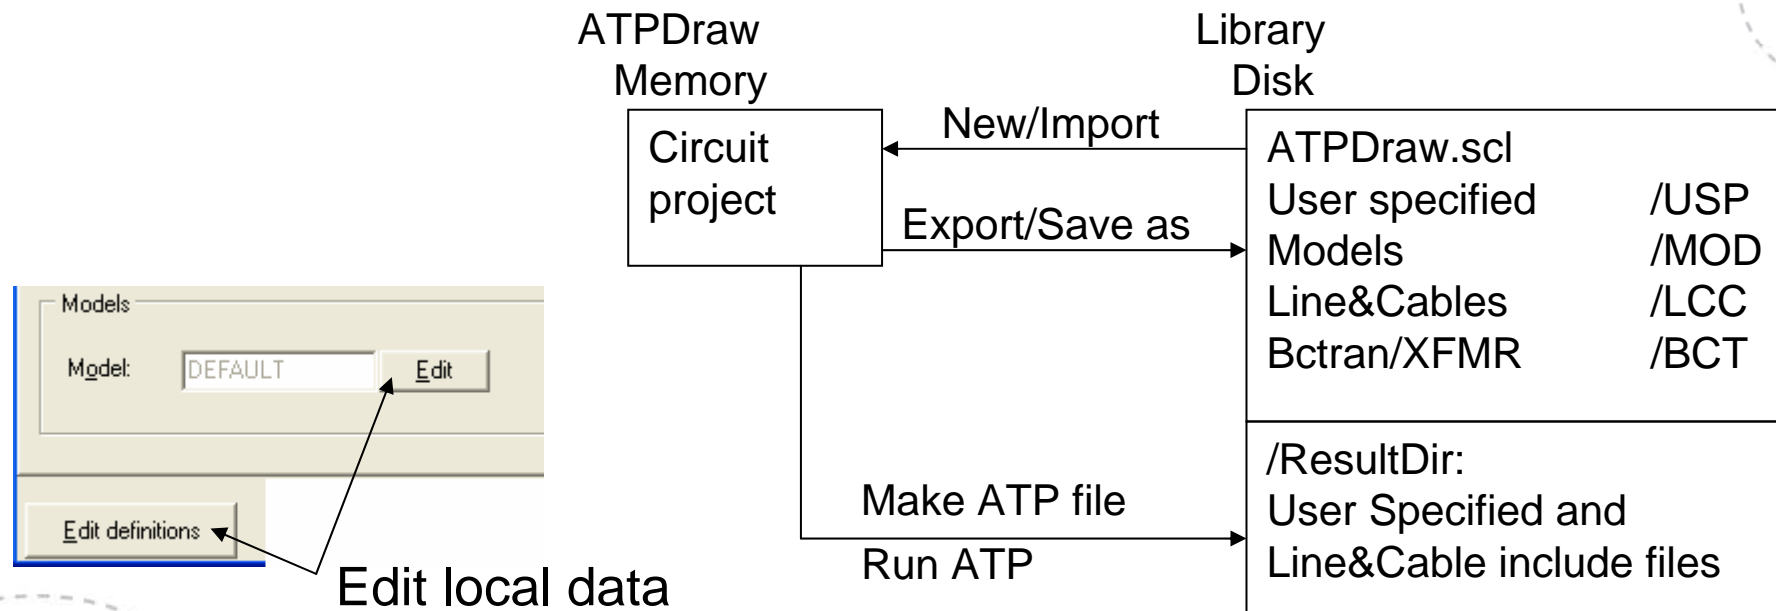 ATPDraw
Memory
Library
Disk
Circuit
project
New/Import
Export/Save as
ATPDraw.scl
User specified /USP
Models /MOD
Line&Cables /LCC
Bctran/XFMR /BCT
Models
Model: DEFAULT Edit
Edit definitions
Edit local data
Make ATP file
Run ATP
/ResultDir:
User Specified and
Line&Cable include files